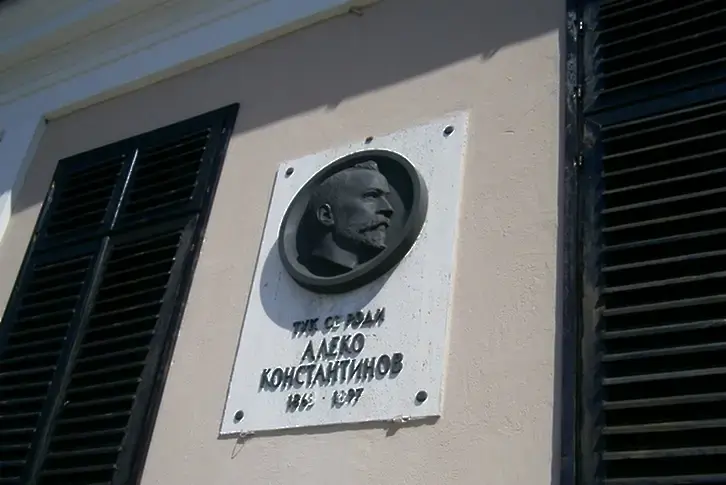 ТУК СЕ РОДИ
АЛЕКО
КОНСТАНТИНОВ
1863 - 1897